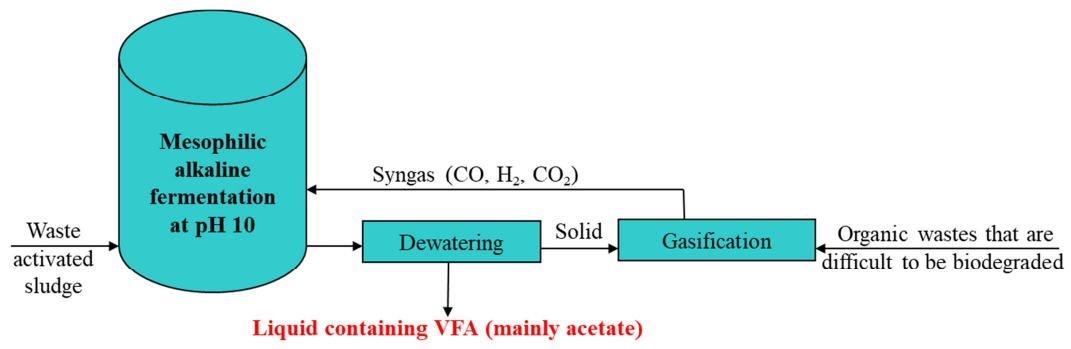 Mesophilic
alkaline
fermentation
at pH 10
Syngas (CO, H₂, CO₂)
Waste
activated
sludge
Dewatering
Solid
Gasification
Organic wastes that are
difficult to be biodegraded
Liquid containing VFA (mainly acetate)